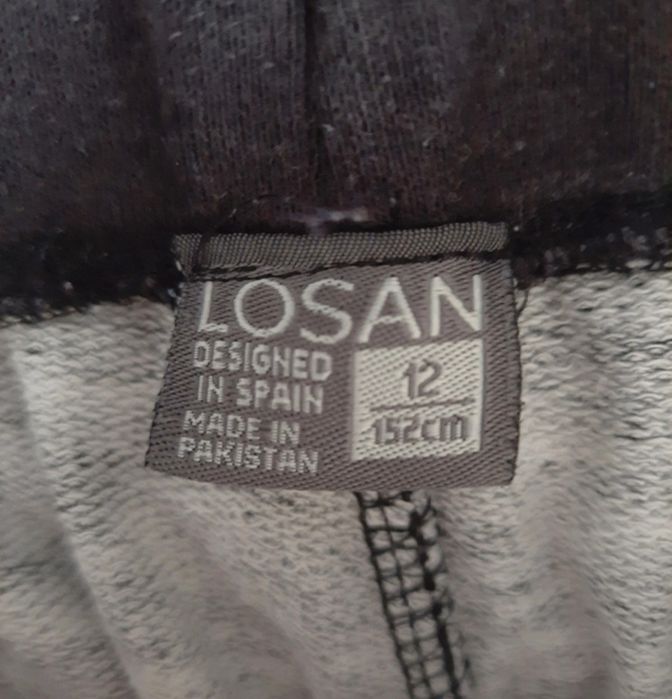 LOSAN
DESIGNED
IN SPAIN
MADE IN
PAKISTAN
12
152cm